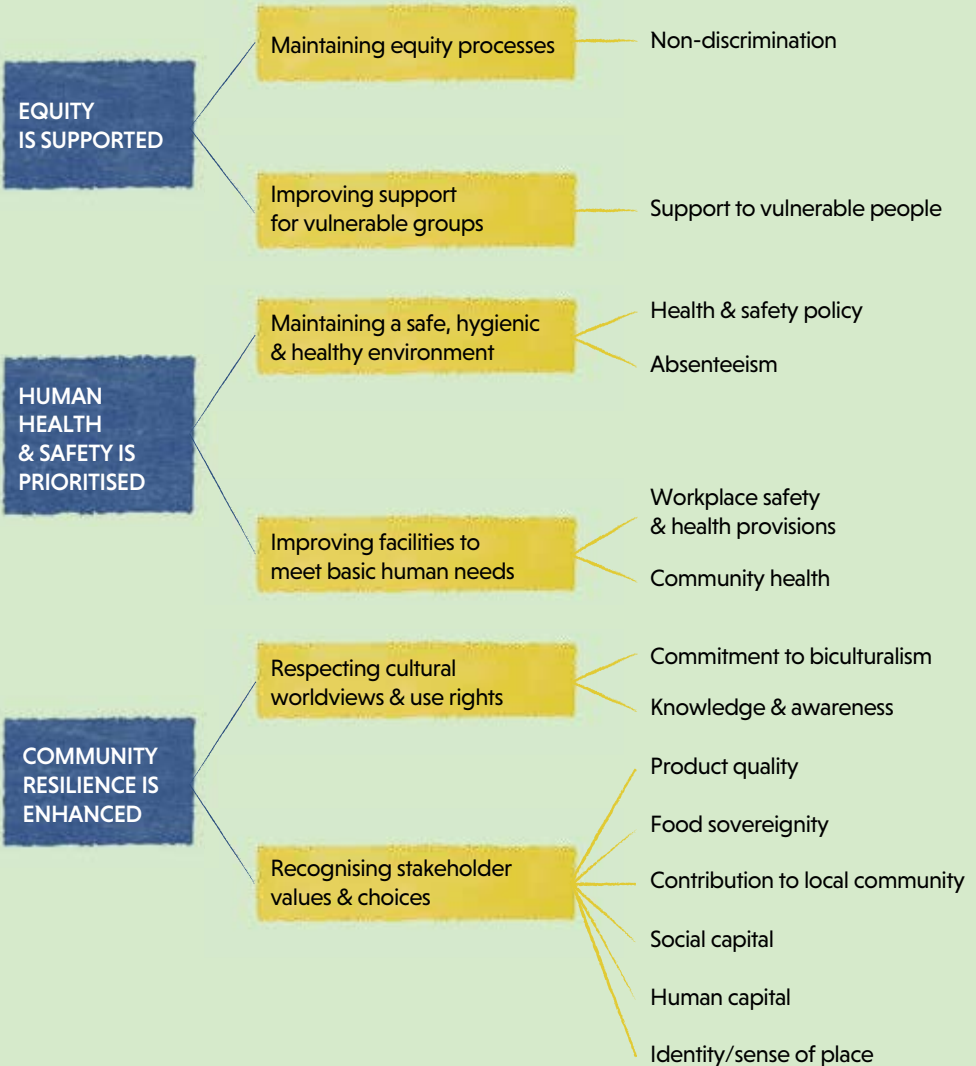 EQUITY
IS SUPPORTED
Maintaining equity processes
Non-discrimination
Improving support
for vulnerable groups
Support to vulnerable people
HUMAN
HEALTH
& SAFETY IS
PRIORITISED
Maintaining a safe, hygienic
& healthy environment
Health & safety policy
Absenteeism
Improving facilities to
meet basic human needs
Workplace safety
& health provisions
Community health
COMMUNITY
RESILIENCE IS
ENHANCED
Respecting cultural
worldviews & use rights
Commitment to biculturalism
Knowledge & awareness
Recognising stakeholder
values & choices
Product quality
Food sovereignity
Contribution to local community
Social capital
Human capital
Identity/sense of place